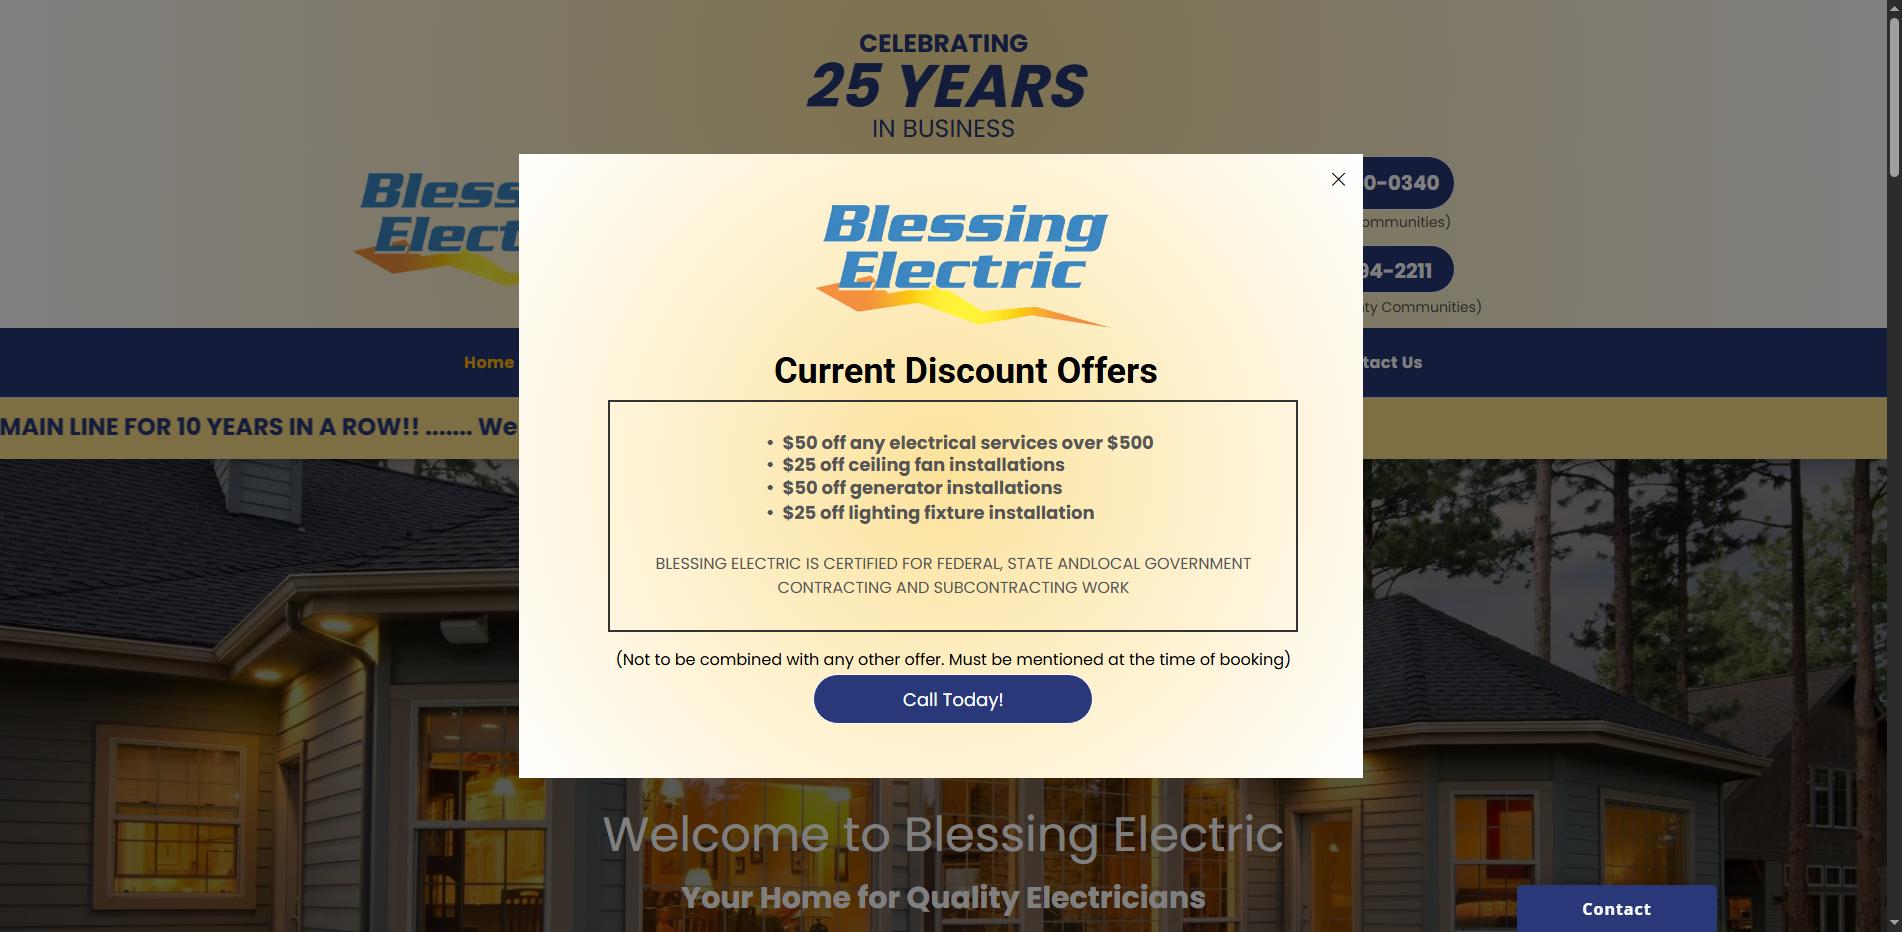 CELEBRATING
25 YEARS
IN BUSINESS
Bless
Elect
0-0340
ommunities)
94-2211
ty Communities)
Home
tact Us
MAIN LINE FOR 10 YEARS IN A ROW!! ....... We
Blessing
Electric
Current Discount Offers
• $50 off any electrical services over $500
• $25 off ceiling fan installations
• $50 off generator installations
• $25 off lighting fixture installation
BLESSING ELECTRIC IS CERTIFIED FOR FEDERAL, STATE ANDLOCAL GOVERNMENT
CONTRACTING AND SUBCONTRACTING WORK
(Not to be combined with any other offer. Must be mentioned at the time of booking)
Call Today!
Welcome to Blessing Electric
Your Home for Quality Electricians
Contact